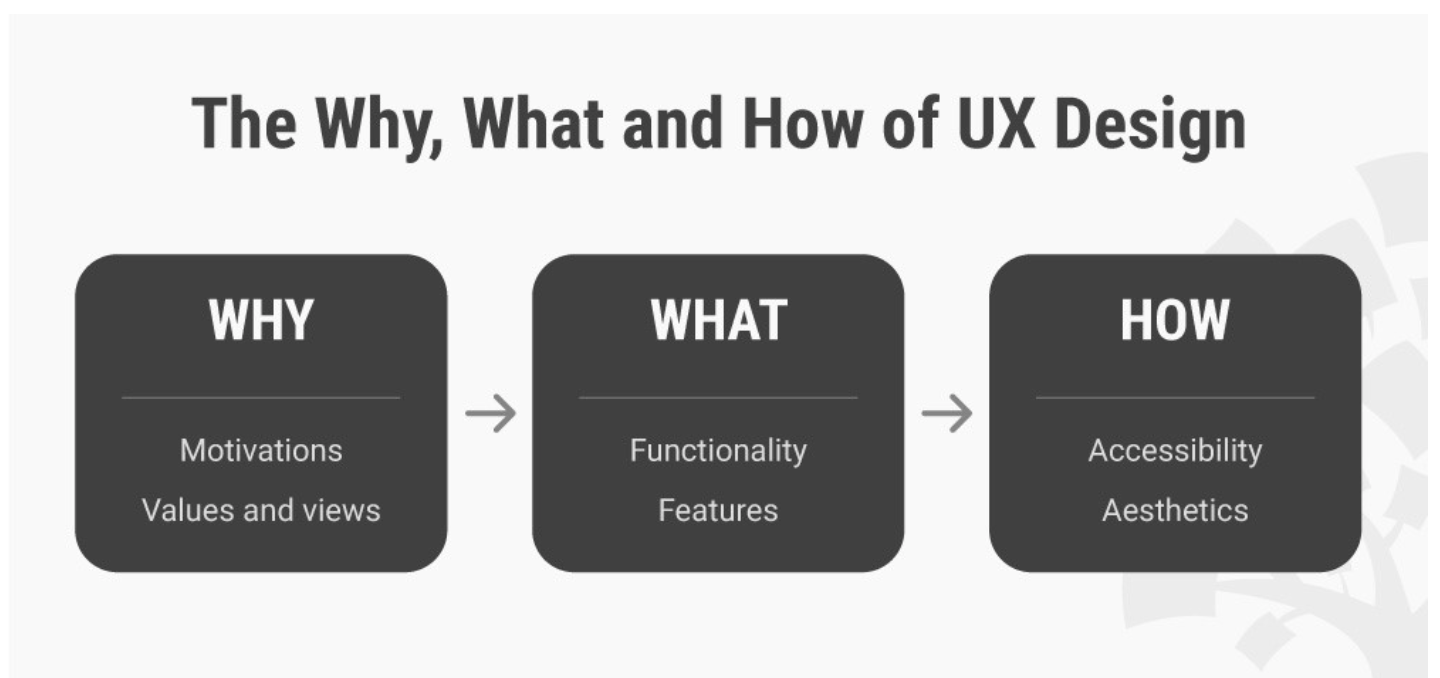 The Why, What and How of UX Design
WHY
Motivations
Values and views
WHAT
Functionality
Features
HOW
Accessibility
Aesthetics